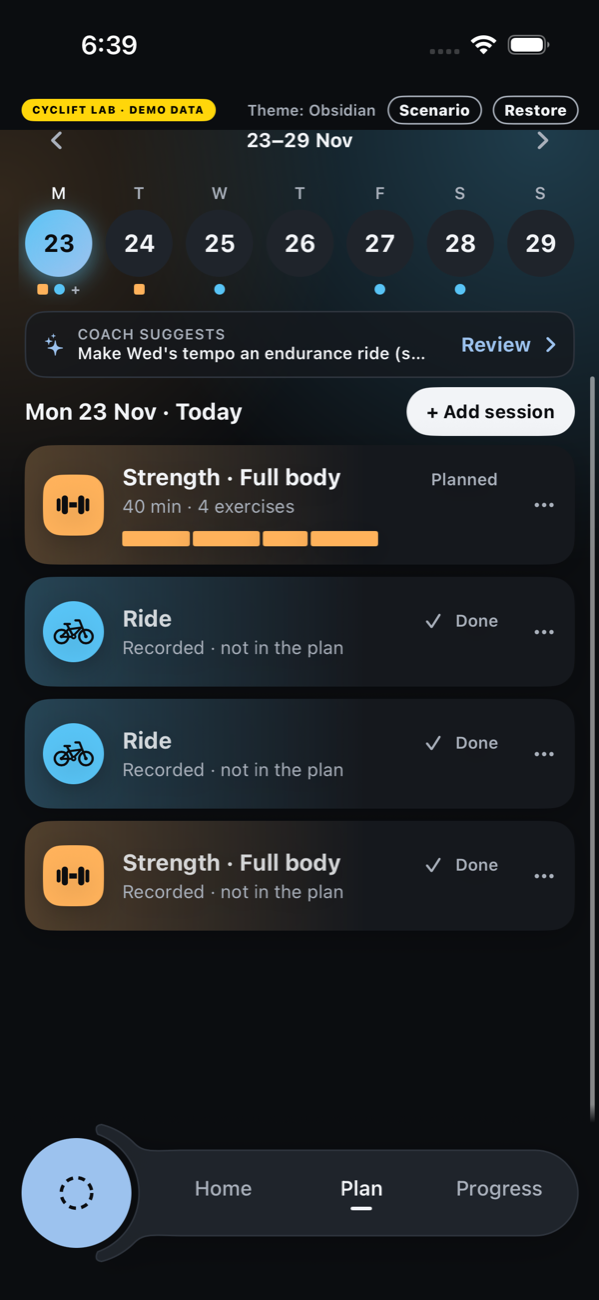 6:39
CYCLIFT LAB · DEMO DATA
Theme: Obsidian
Scenario
Restore
23–29 Nov
M T W T F S S
23 24 25 26 27 28 29
+
COACH SUGGESTS
Make Wed's tempo an endurance ride (s...
Review
Mon 23 Nov · Today
+ Add session
Strength · Full body
Planned
40 min · 4 exercises
Ride
Done
Recorded · not in the plan
Ride
Done
Recorded · not in the plan
Strength · Full body
Done
Recorded · not in the plan
Home
Plan
Progress